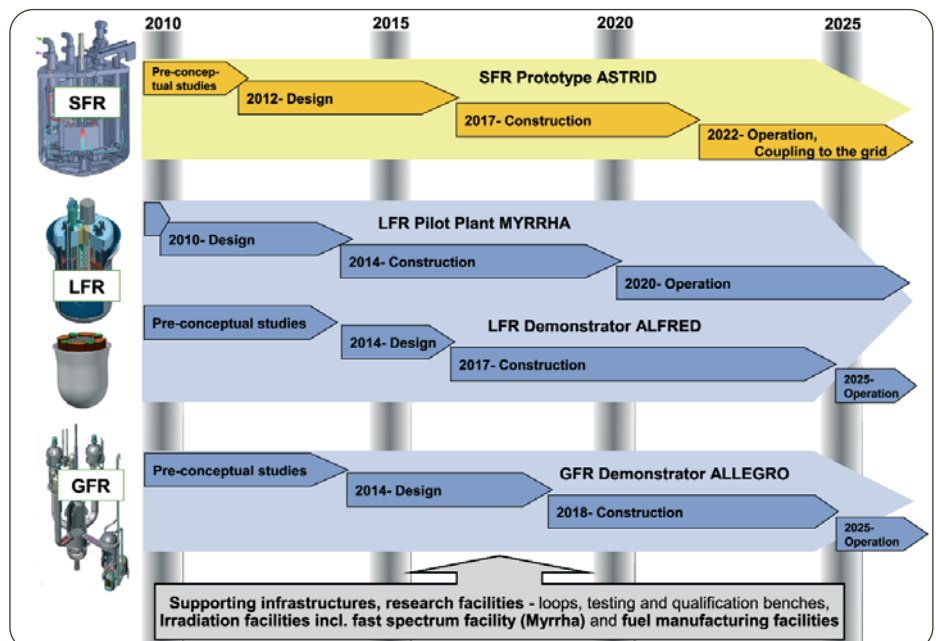 2010 2015 2020 2025
SFR
Pre-concep-
tual studies
SFR Prototype ASTRID
2012- Design
2017- Construction
2022- Operation,
Coupling to the grid
LFR
LFR Pilot Plant MYRRHA
2010- Design
2014- Construction
2020- Operation
Pre-conceptual studies
LFR Demonstrator ALFRED
2014- Design
2017- Construction
2025-
Operation
GFR
Pre-conceptual studies
GFR Demonstrator ALLEGRO
2014- Design
2018- Construction
2025-
Operation
Supporting infrastructures, research facilities - loops, testing and qualification benches,
Irradiation facilities incl. fast spectrum facility (Myrrha) and fuel manufacturing facilities